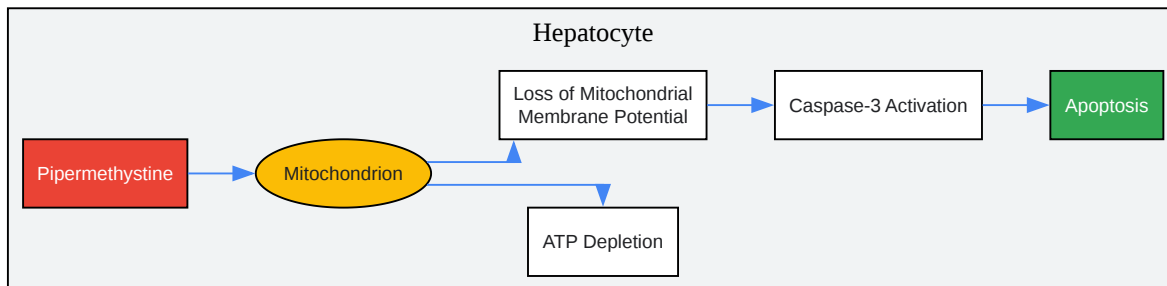 Hepatocyte
Pipermethystine
Mitochondrion
Loss of Mitochondrial
Membrane Potential
Caspase-3 Activation
Apoptosis
ATP Depletion